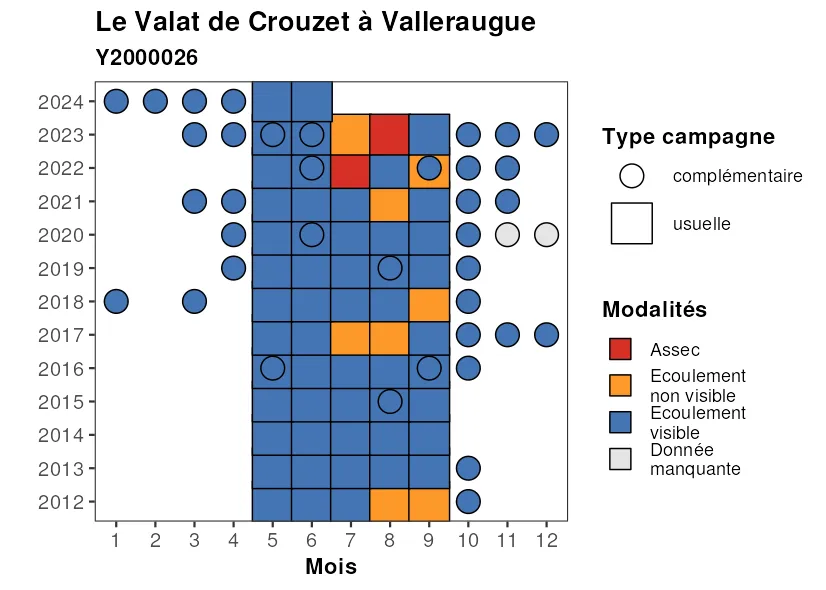 Le Valat de Crouzet à Valleraugue
Y2000026
2024
2023
2022
2021
2020
2019
2018
2017
2016
2015
2014
2013
2012
1 2 3 4 5 6 7 8 9 10 11 12
Mois
Type campagne
complémentaire
usuelle
Modalités
Assec
Ecoulement
non visible
Ecoulement
visible
Donnée
manquante